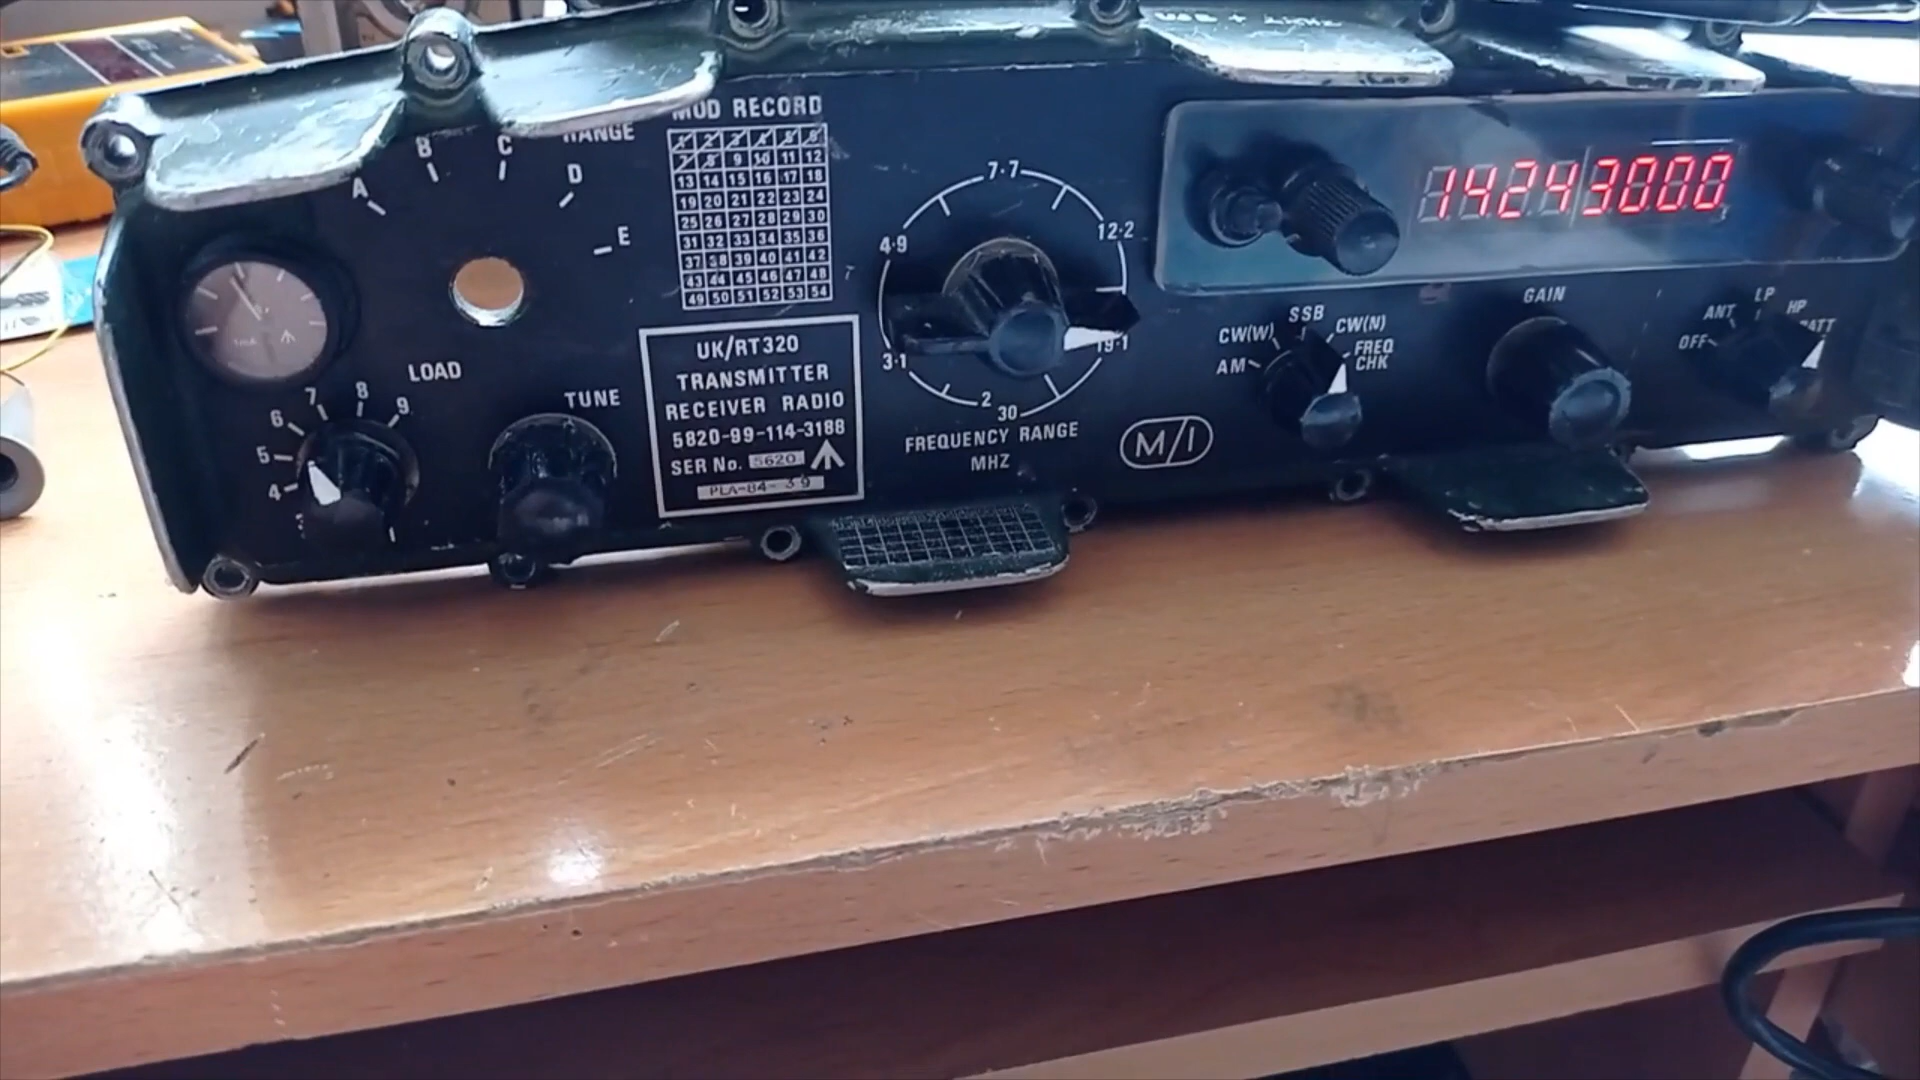 MOD RECORD
1 2 3 4 5 6
7 8 9 10 11 12
13 14 15 16 17 18
19 20 21 22 23 24
25 26 27 28 29 30
31 32 33 34 35 36
37 38 39 40 41 42
43 44 45 46 47 48
49 50 51 52 53 54
RANGE
A
B
C
D
E
LOAD
3
4
5
6
7
8
9
TUNE
UK/RT320
TRANSMITTER
RECEIVER RADIO
5820-99-114-3188
SER No. 5620
PLA-84- 39
7·7
4·9
12·2
3·1
19·1
2
30
FREQUENCY RANGE
MHZ
M/I
14243000
SSB
CW(W)
CW(N)
AM
FREQ
CHK
GAIN
LP
ANT
HP
OFF